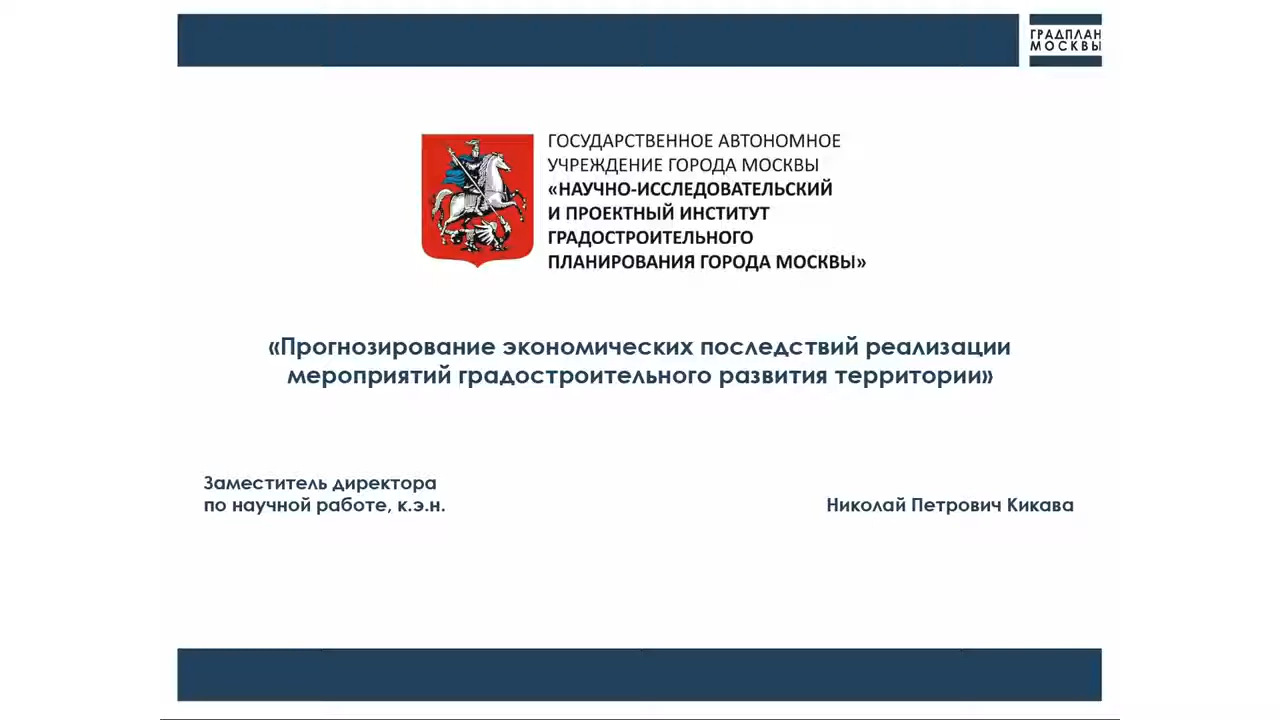 ГРАДПЛАН
МОСКВЫ
ГОСУДАРСТВЕННОЕ АВТОНОМНОЕ
УЧРЕЖДЕНИЕ ГОРОДА МОСКВЫ
«НАУЧНО-ИССЛЕДОВАТЕЛЬСКИЙ
И ПРОЕКТНЫЙ ИНСТИТУТ
ГРАДОСТРОИТЕЛЬНОГО
ПЛАНИРОВАНИЯ ГОРОДА МОСКВЫ»
«Прогнозирование экономических последствий реализации
мероприятий градостроительного развития территории»
Заместитель директора
по научной работе, к.э.н.
Николай Петрович Кикава